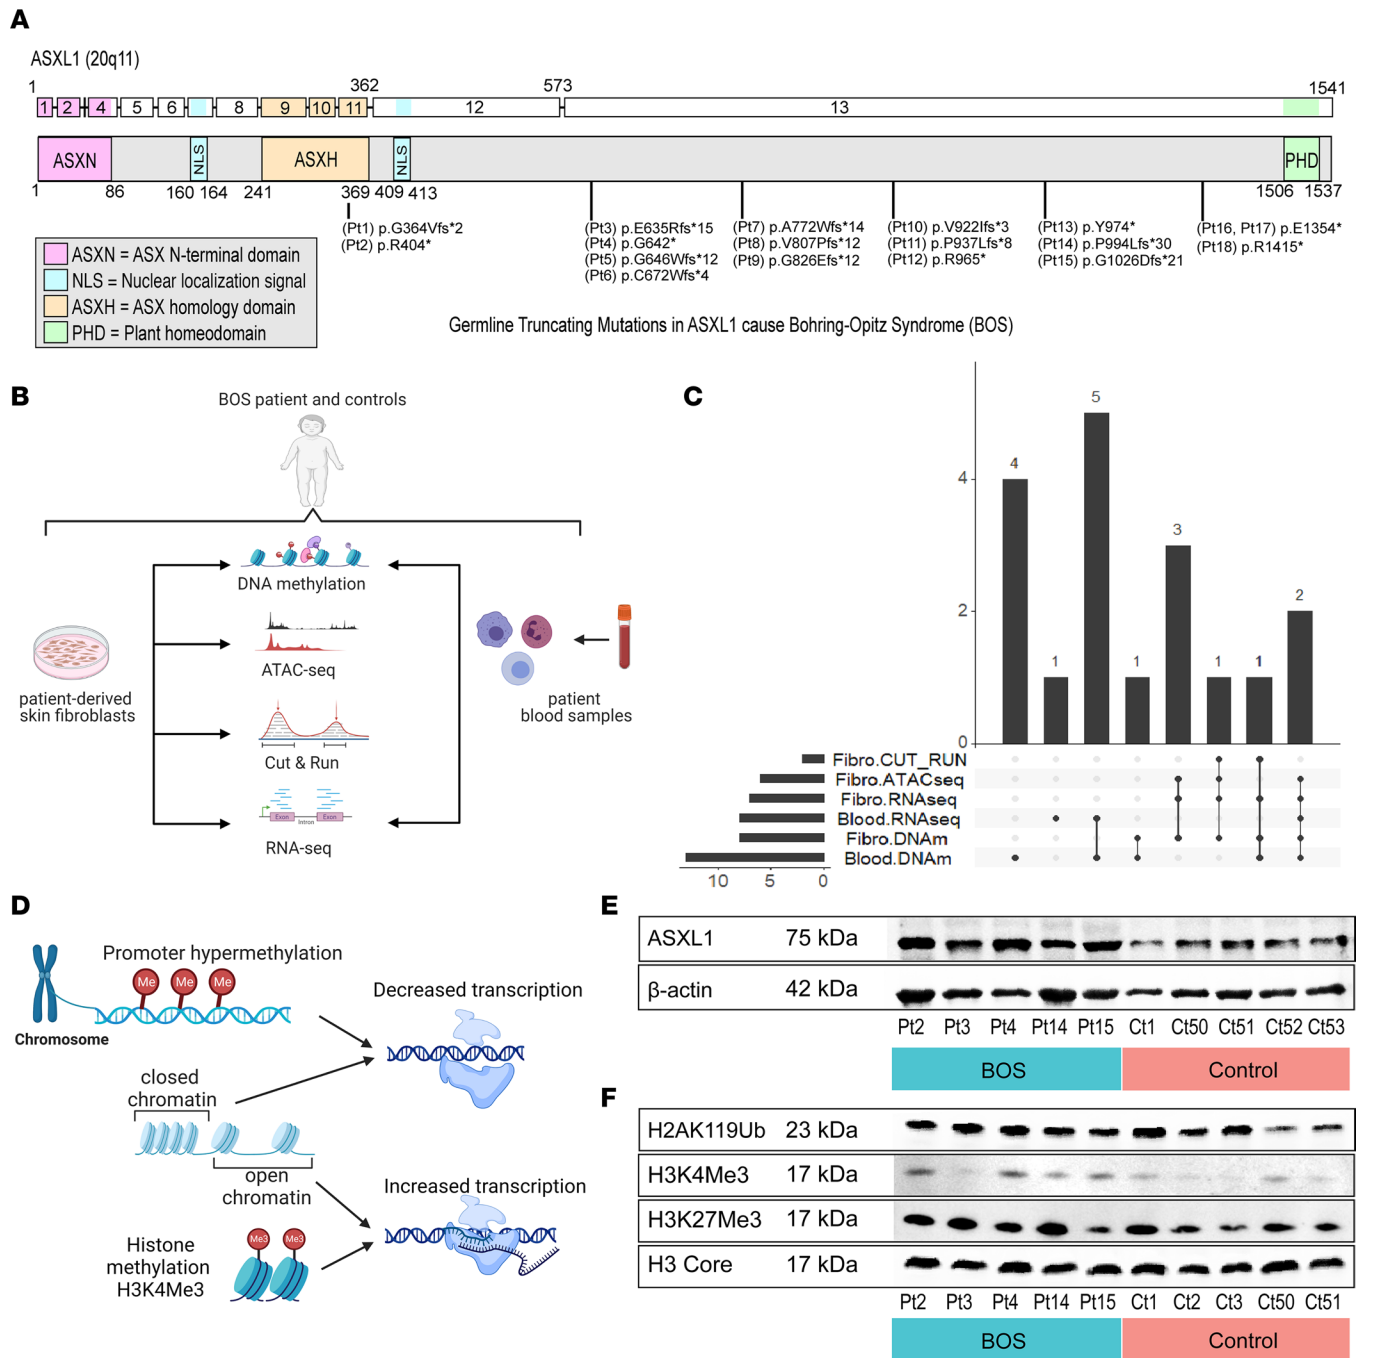 A
ASXL1 (20q11)
1 362 573 1541
1 2 4 5 6 8 9 10 11 12 13
ASXN NLS ASXH NLS PHD
1 86 160 164 241 369 409 413 1506 1537
(Pt1) p.G364Vfs*2
(Pt2) p.R404*
(Pt3) p.E635Rfs*15
(Pt4) p.G642*
(Pt5) p.G646Wfs*12
(Pt6) p.C672Wfs*4
(Pt7) p.A772Wfs*14
(Pt8) p.V807Pfs*12
(Pt9) p.G826Efs*12
(Pt10) p.V922Ifs*3
(Pt11) p.P937Lfs*8
(Pt12) p.R965*
(Pt13) p.Y974*
(Pt14) p.P994Lfs*30
(Pt15) p.G1026Dfs*21
(Pt16, Pt17) p.E1354*
(Pt18) p.R1415*
ASXN = ASX N-terminal domain
NLS = Nuclear localization signal
ASXH = ASX homology domain
PHD = Plant homeodomain
Germline Truncating Mutations in ASXL1 cause Bohring-Opitz Syndrome (BOS)
B
BOS patient and controls
DNA methylation
ATAC-seq
Cut & Run
Exon Intron Exon
RNA-seq
patient-derived
skin fibroblasts
patient
blood samples
C
4 1 5 1 3 1 1 2
4
2
0
Fibro.CUT_RUN
Fibro.ATACseq
Fibro.RNAseq
Blood.RNAseq
Fibro.DNAm
Blood.DNAm
10 5 0
D
Promoter hypermethylation
Me Me Me
Chromosome
Decreased transcription
closed
chromatin
open
chromatin
Increased transcription
Me3 Me3
Histone
methylation
H3K4Me3
E
ASXL1 75 kDa
β-actin 42 kDa
Pt2 Pt3 Pt4 Pt14 Pt15 Ct1 Ct50 Ct51 Ct52 Ct53
BOS Control
F
H2AK119Ub 23 kDa
H3K4Me3 17 kDa
H3K27Me3 17 kDa
H3 Core 17 kDa
Pt2 Pt3 Pt4 Pt14 Pt15 Ct1 Ct2 Ct3 Ct50 Ct51
BOS Control